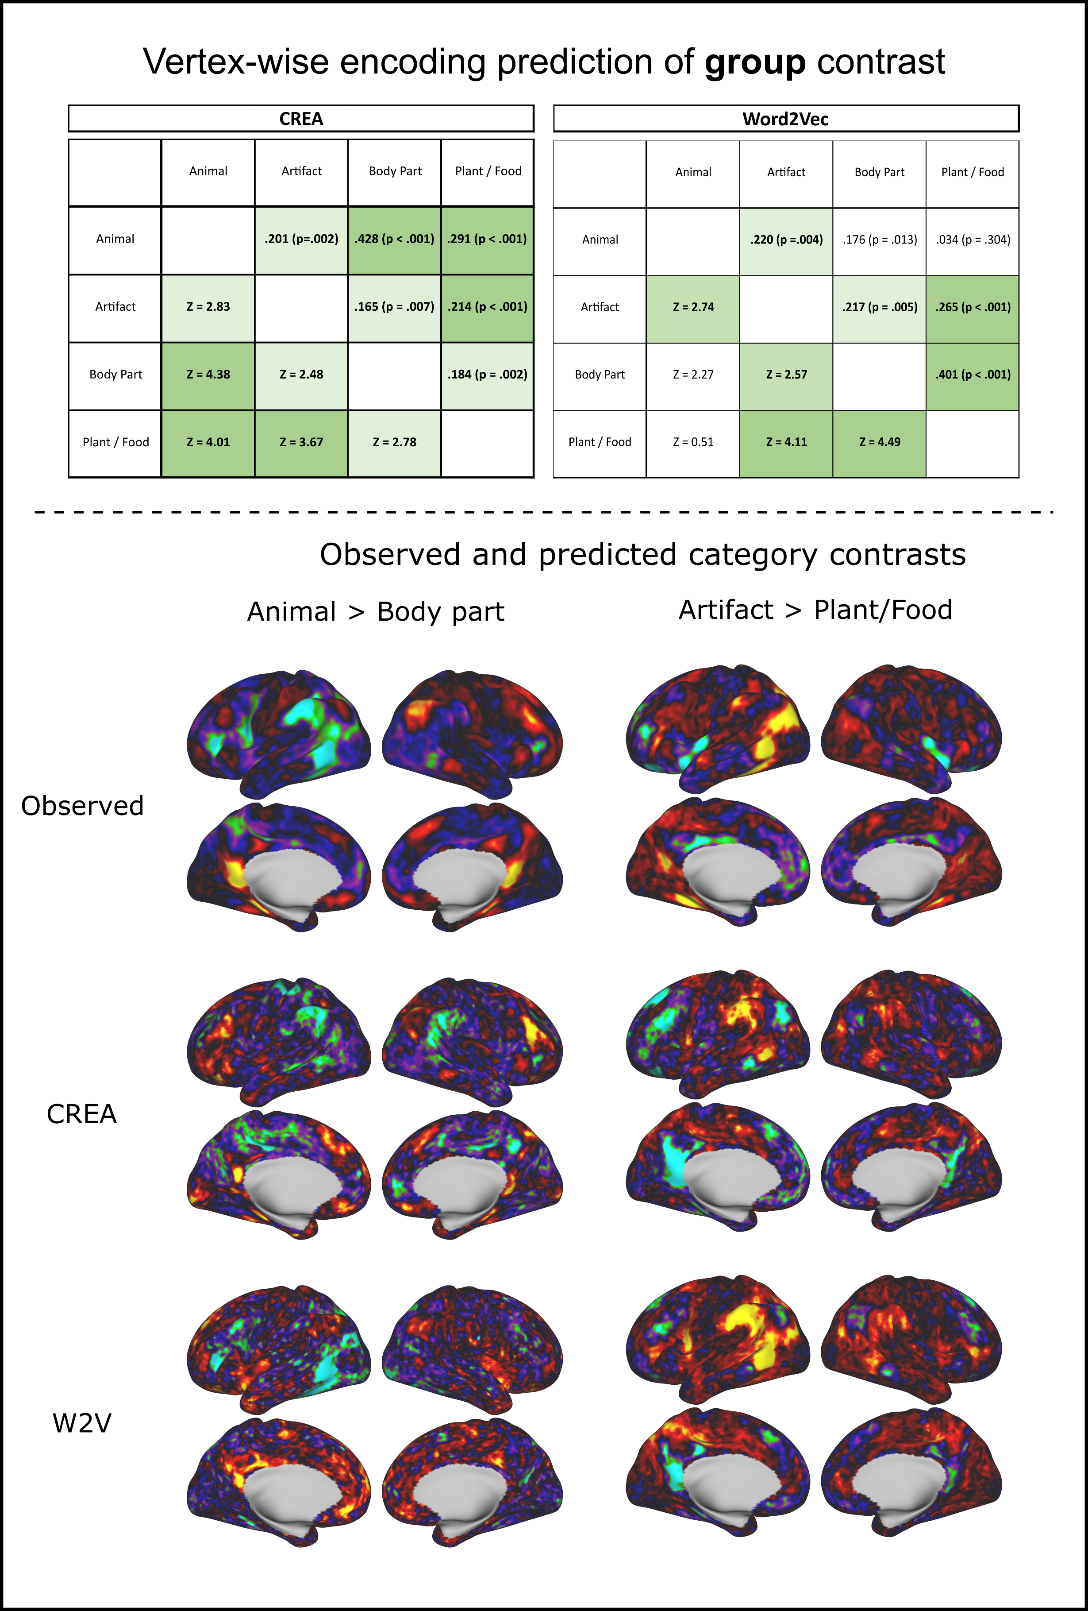 Vertex-wise encoding prediction of group contrast
CREA
Animal Artifact Body Part Plant / Food
Animal .201 (p=.002) .428 (p < .001) .291 (p < .001)
Artifact Z = 2.83 .165 (p = .007) .214 (p < .001)
Body Part Z = 4.38 Z = 2.48 .184 (p = .002)
Plant / Food Z = 4.01 Z = 3.67 Z = 2.78
Word2Vec
Animal Artifact Body Part Plant / Food
Animal .220 (p =.004) .176 (p = .013) .034 (p = .304)
Artifact Z = 2.74 .217 (p = .005) .265 (p < .001)
Body Part Z = 2.27 Z = 2.57 .401 (p < .001)
Plant / Food Z = 0.51 Z = 4.11 Z = 4.49
Observed and predicted category contrasts
Animal > Body part
Artifact > Plant/Food
Observed
CREA
W2V